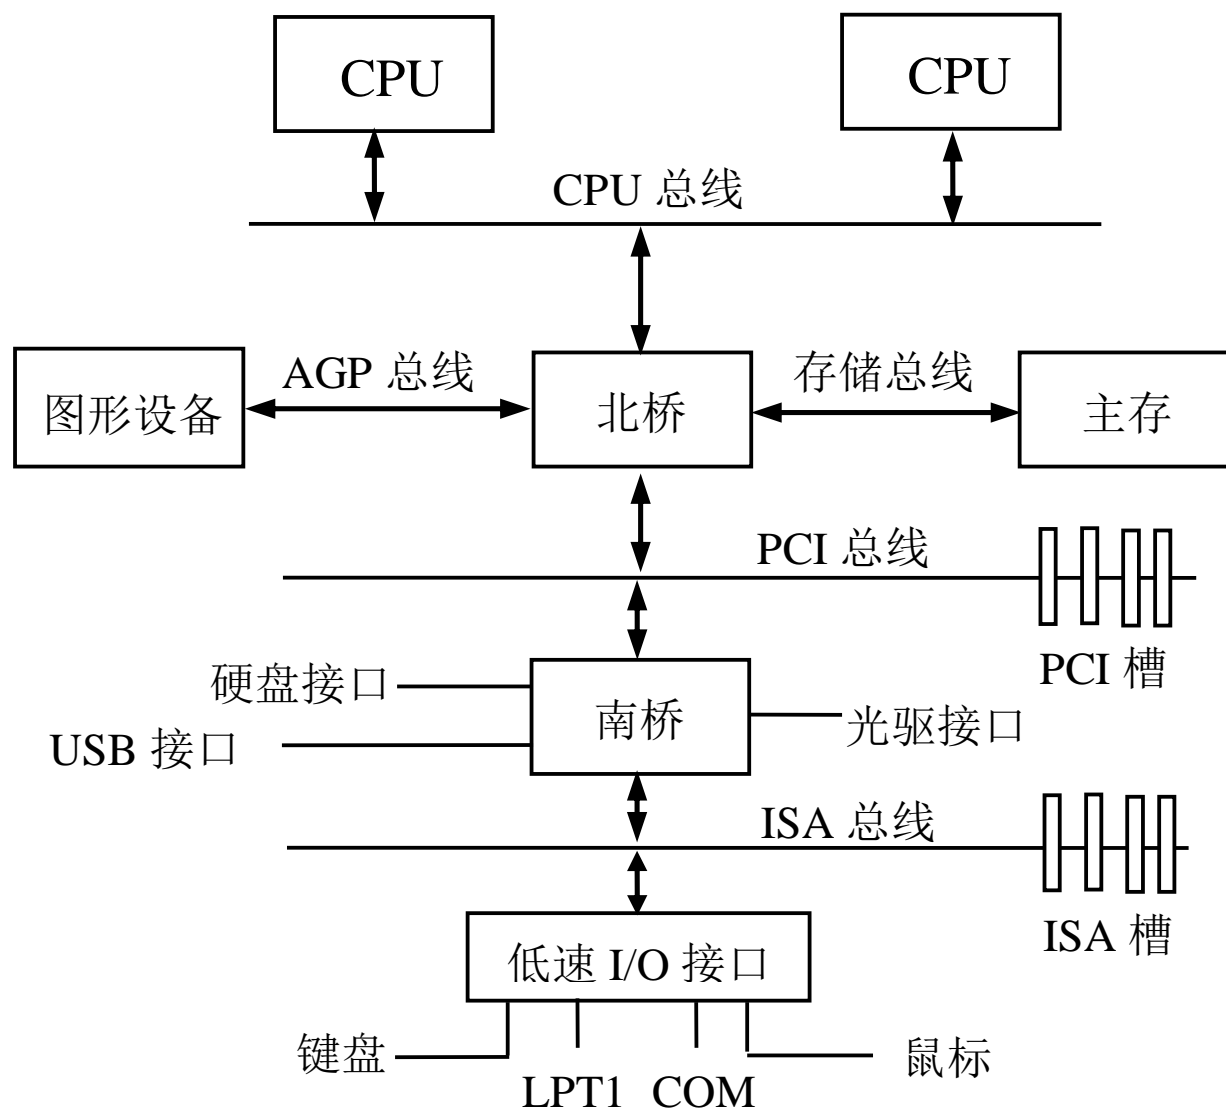 CPU
CPU
CPU 总线
AGP 总线
存储总线
图形设备
北桥
主存
PCI 总线
PCI 槽
硬盘接口
南桥
光驱接口
USB 接口
ISA 总线
ISA 槽
低速 I/O 接口
键盘
鼠标
LPT1
COM